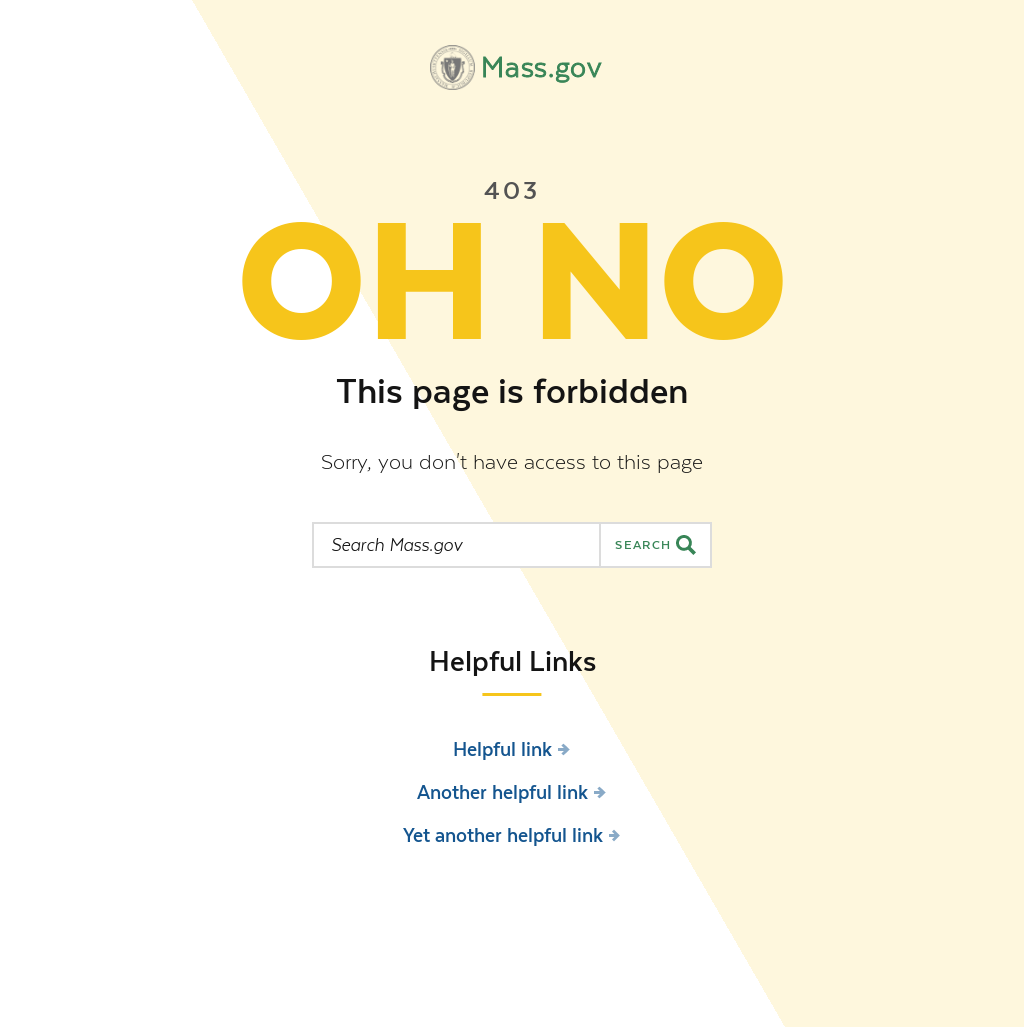 Mass.gov
403
OH NO
This page is forbidden
Sorry, you don't have access to this page
Search Mass.gov SEARCH
Helpful Links
Helpful link
Another helpful link
Yet another helpful link